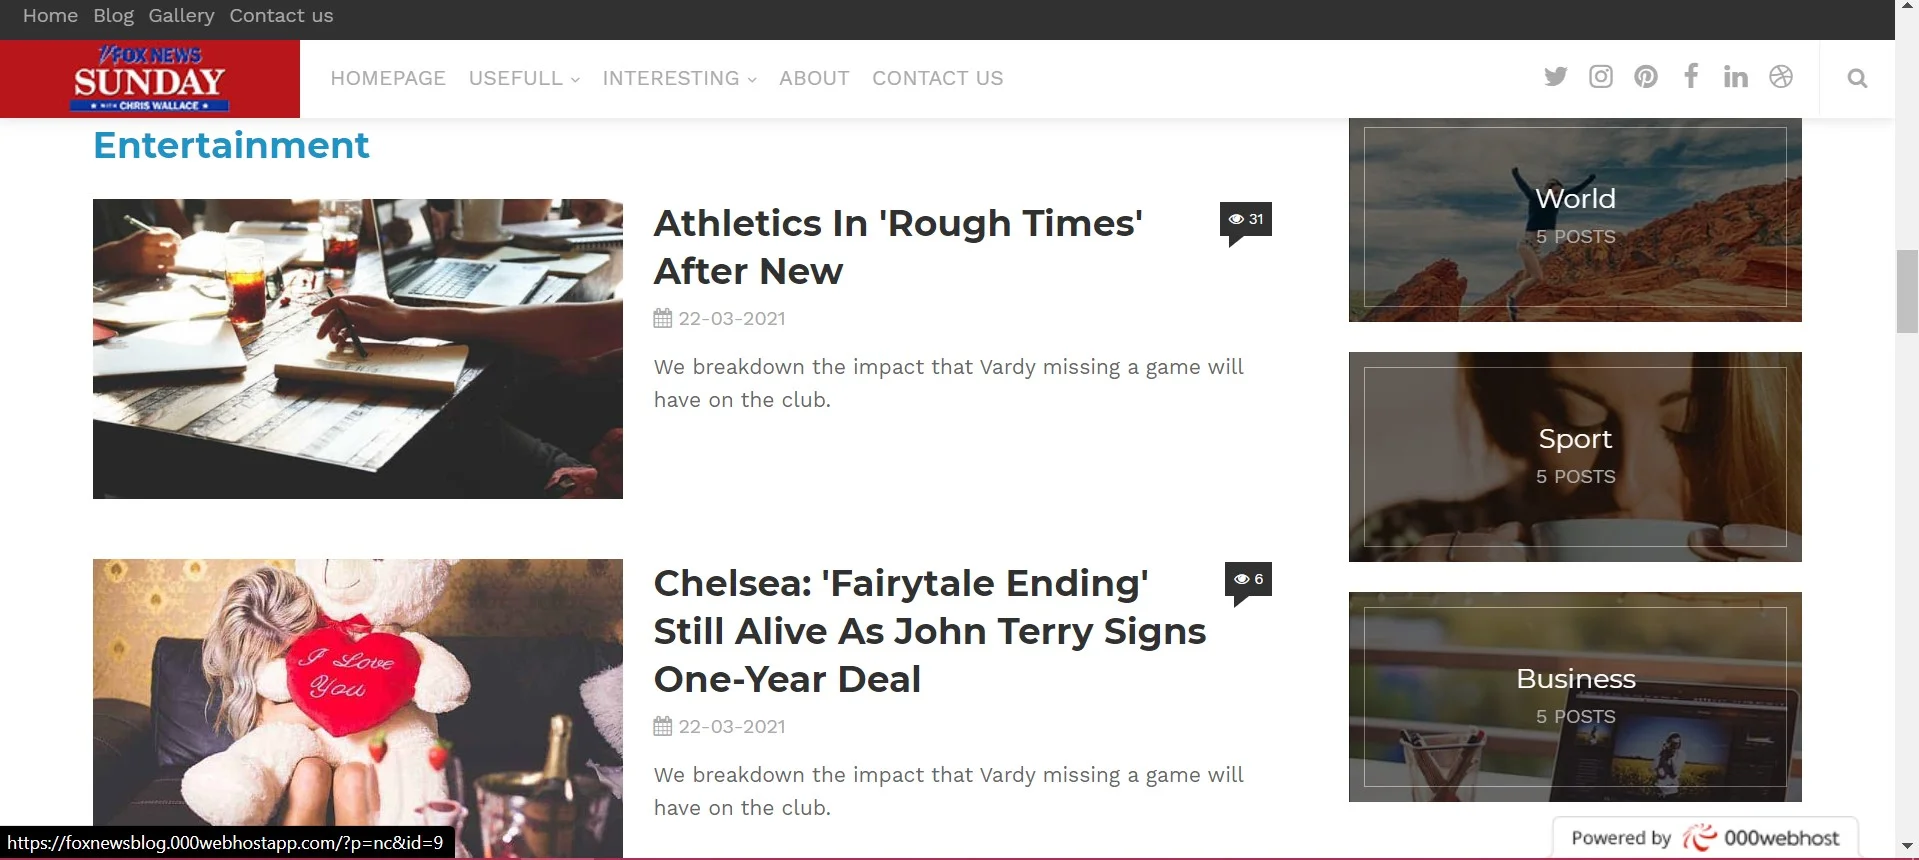 Home Blog Gallery Contact us
FOX NEWS
SUNDAY
WITH CHRIS WALLACE
HOMEPAGE USEFULL INTERESTING ABOUT CONTACT US
Entertainment
Athletics In 'Rough Times'
After New
31
22-03-2021
We breakdown the impact that Vardy missing a game will
have on the club.
Chelsea: 'Fairytale Ending'
Still Alive As John Terry Signs
One-Year Deal
6
22-03-2021
We breakdown the impact that Vardy missing a game will
have on the club.
I Love
You
World
5 POSTS
Sport
5 POSTS
Business
5 POSTS
Powered by 000webhost
https://foxnewsblog.000webhostapp.com/?p=nc&id=9